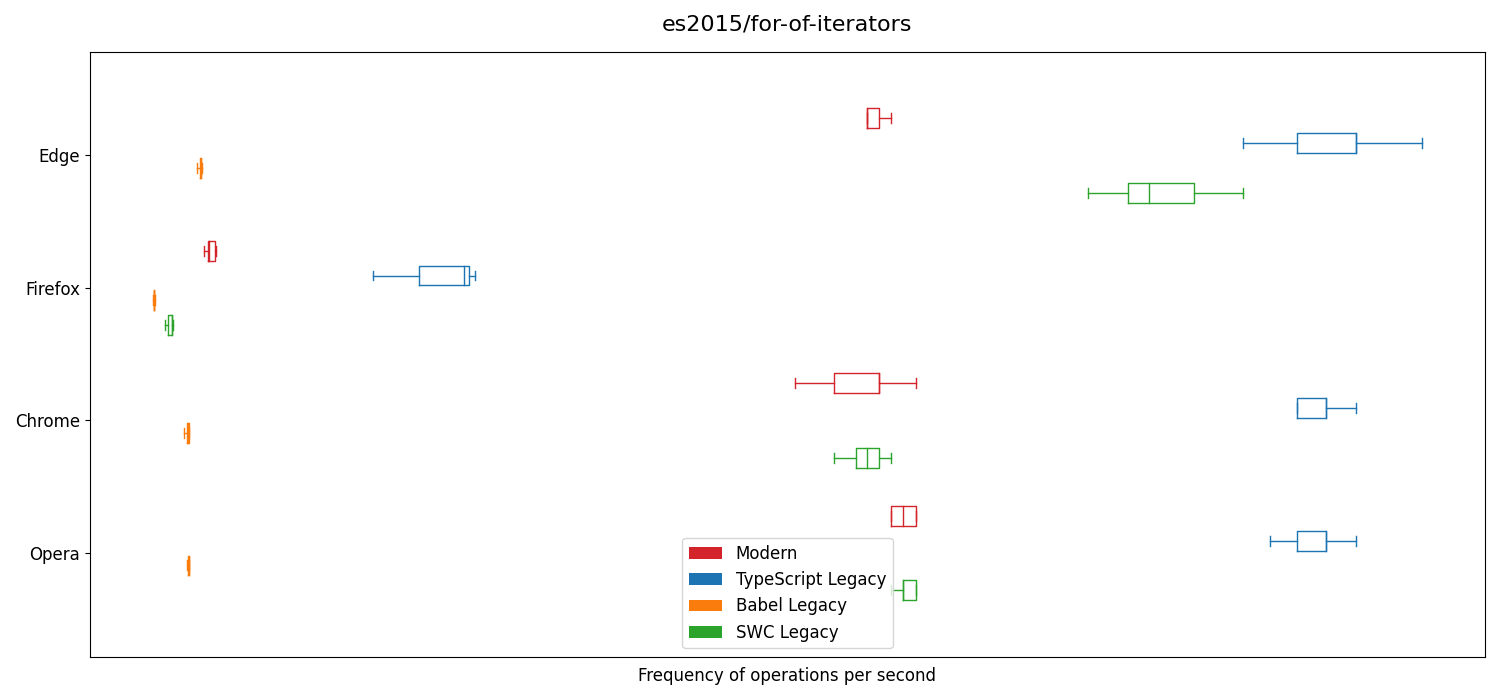 es2015/for-of-iterators
Edge
Firefox
Chrome
Opera
Modern
TypeScript Legacy
Babel Legacy
SWC Legacy
Frequency of operations per second